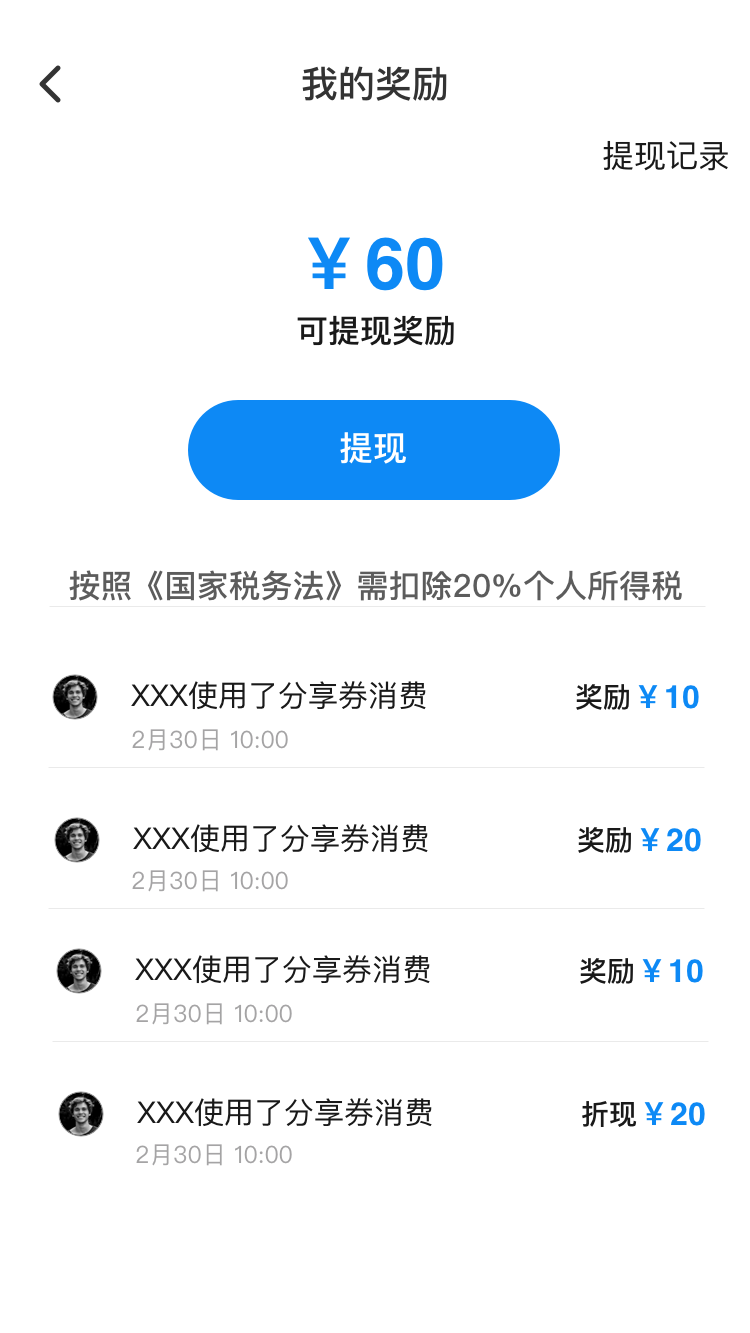 我的奖励
提现记录
¥ 60
可提现奖励
提现
按照《国家税务法》需扣除20%个人所得税
XXX使用了分享券消费 奖励 ¥ 10
2月30日 10:00
XXX使用了分享券消费 奖励 ¥ 20
2月30日 10:00
XXX使用了分享券消费 奖励 ¥ 10
2月30日 10:00
XXX使用了分享券消费 折现 ¥ 20
2月30日 10:00